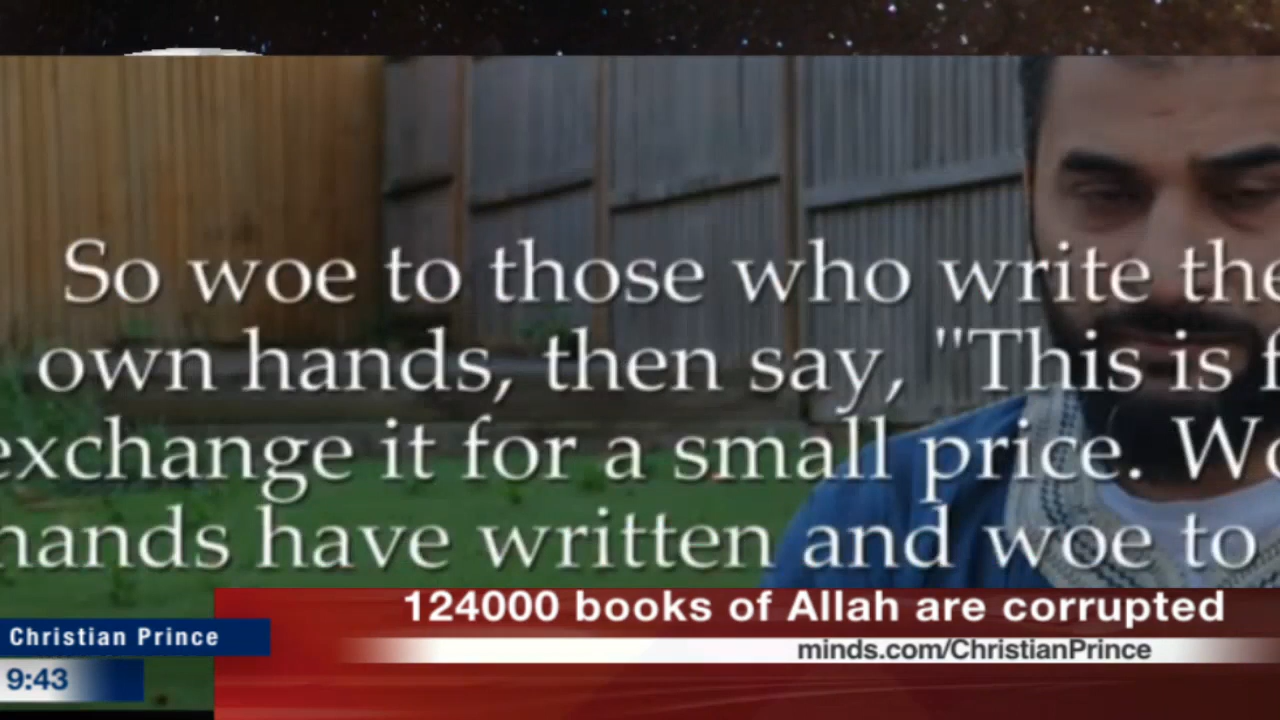 So woe to those who write
own hands, then say, "This is
exchange it for a small price.
hands have written and woe to
124000 books of Allah are corrupted
Christian Prince
minds.com/ChristianPrince
9:43